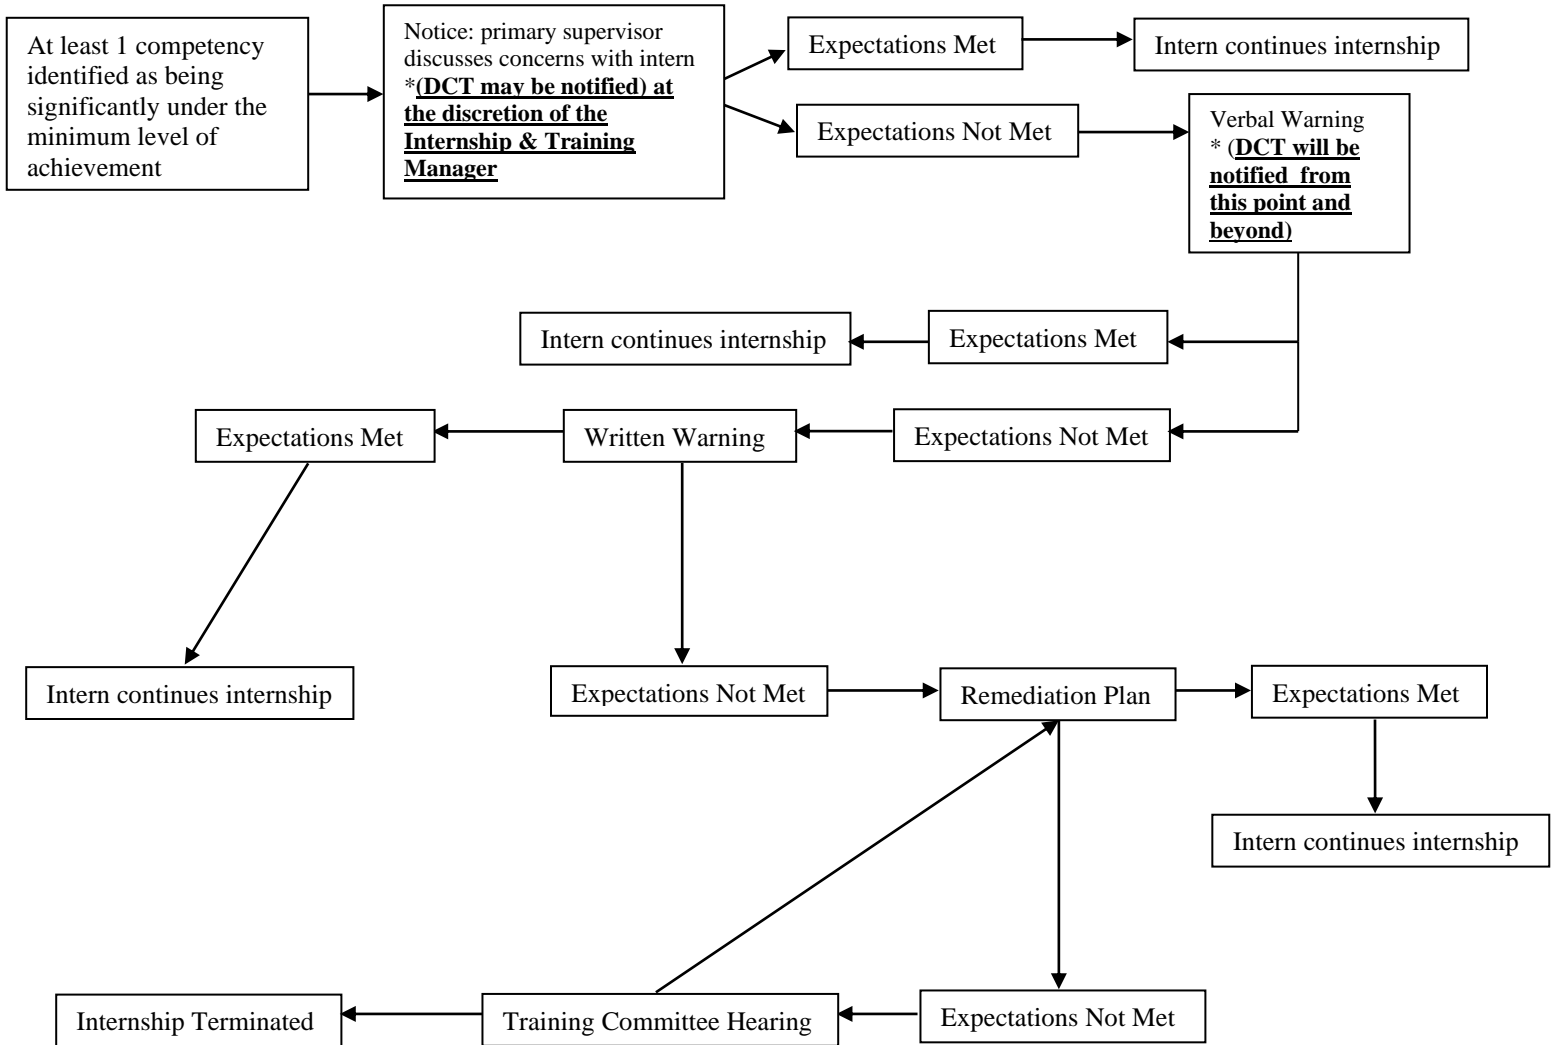 At least 1 competency
identified as being
significantly under the
minimum level of
achievement
Notice: primary supervisor
discusses concerns with intern
*(DCT may be notified) at
the discretion of the
Internship & Training
Manager
Expectations Met
Intern continues internship
Expectations Not Met
Verbal Warning
* (DCT will be
notified from
this point and
beyond)
Intern continues internship
Expectations Met
Expectations Met
Written Warning
Expectations Not Met
Intern continues internship
Expectations Not Met
Remediation Plan
Expectations Met
Intern continues internship
Internship Terminated
Training Committee Hearing
Expectations Not Met